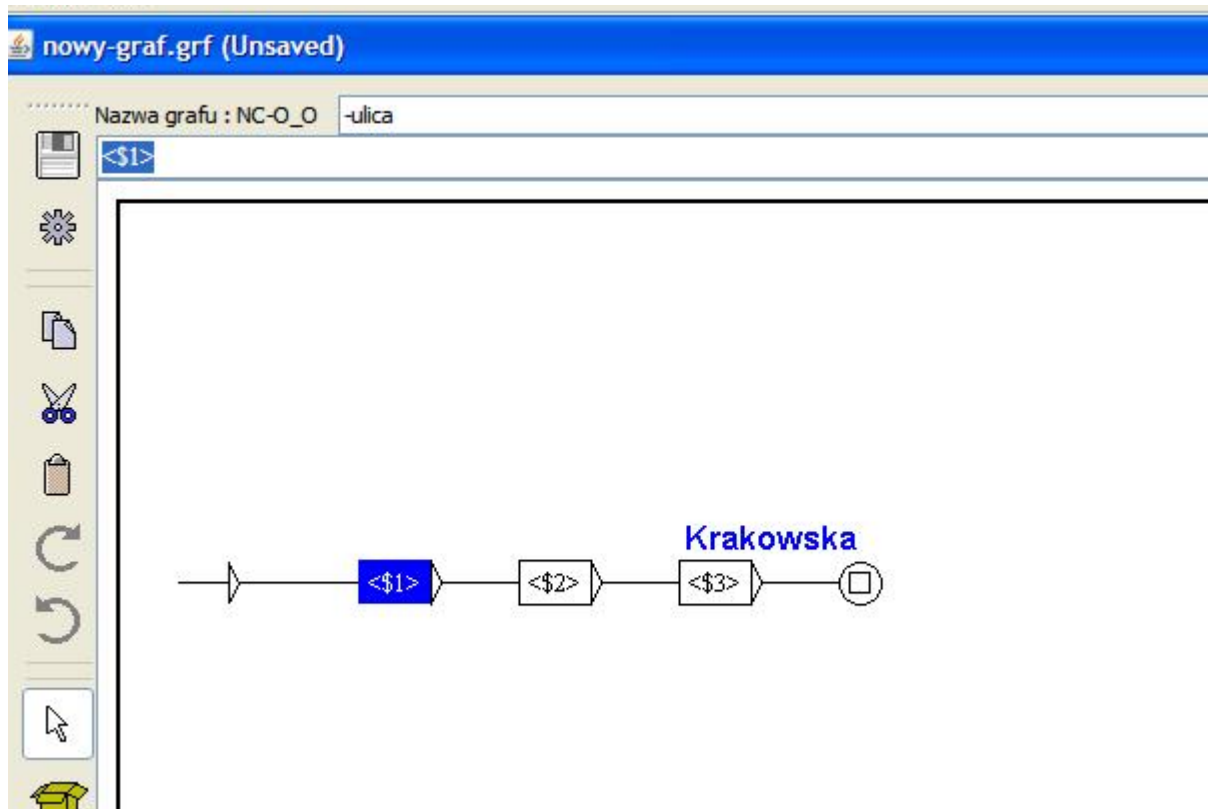 nowy-graf.grf (Unsaved)
Nazwa grafu : NC-O_O -ulica
<$1>
Krakowska
<$1> <$2> <$3>